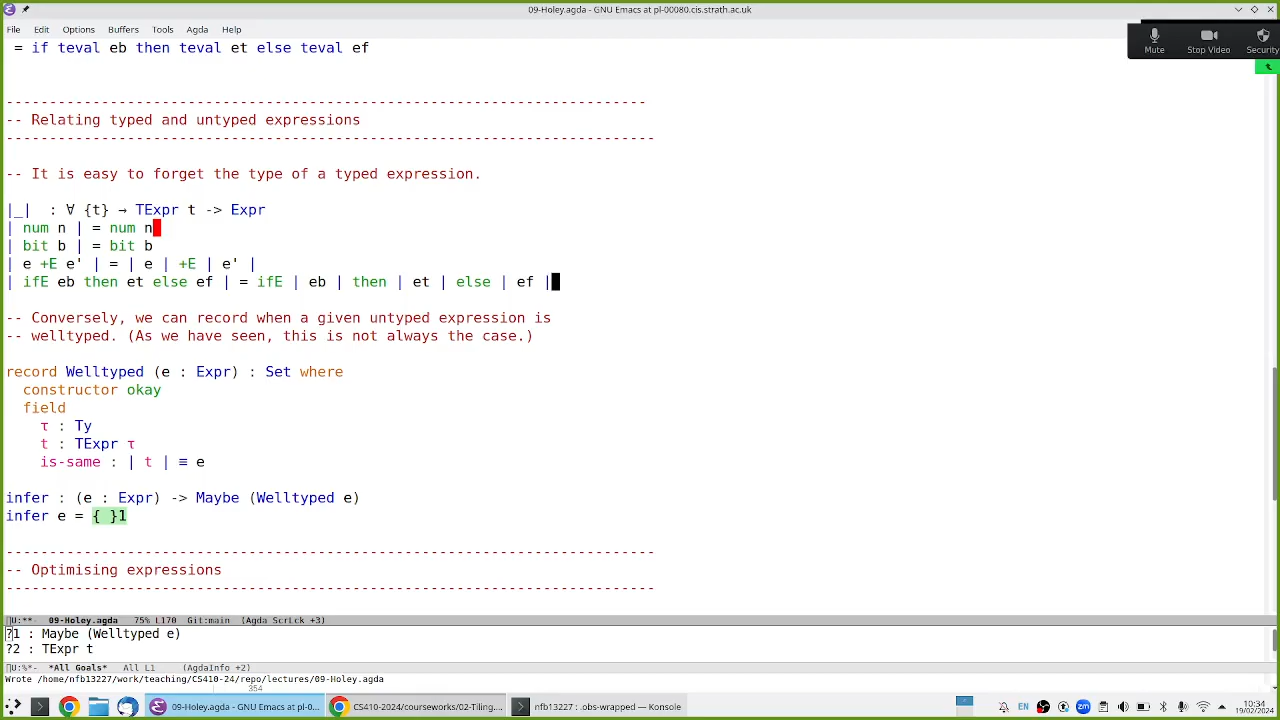 09-Holey.agda - GNU Emacs at pl-00080.cis.strath.ac.uk
File Edit Options Buffers Tools Agda Help
Mute Stop Video Security
= if teval eb then teval et else teval ef
--------------------------------------------------------------------------
-- Relating typed and untyped expressions
---------------------------------------------------------------------------
-- It is easy to forget the type of a typed expression.
|_| : ∀ {t} → TExpr t -> Expr
| num n | = num n
| bit b | = bit b
| e +E e' | = | e | +E | e' |
| ifE eb then et else ef | = ifE | eb | then | et | else | ef |
-- Conversely, we can record when a given untyped expression is
-- welltyped. (As we have seen, this is not always the case.)
record Welltyped (e : Expr) : Set where
constructor okay
field
τ : Ty
t : TExpr τ
is-same : | t | ≡ e
infer : (e : Expr) -> Maybe (Welltyped e)
infer e = { }1
---------------------------------------------------------------------------
-- Optimising expressions
---------------------------------------------------------------------------
U:**- 09-Holey.agda 75% L170 Git:main (Agda ScrLck +3)
?1 : Maybe (Welltyped e)
?2 : TExpr t
U:%*- *All Goals* All L1 (AgdaInfo +2)
Wrote /home/nfb13227/work/teaching/CS410-24/repo/lectures/09-Holey.agda
354
09-Holey.agda - GNU Emacs at pl-0... CS410-24/courseworks/02-Tiling... nfb13227 : .obs-wrapped — Konsole EN zm 10:34
19/02/2024